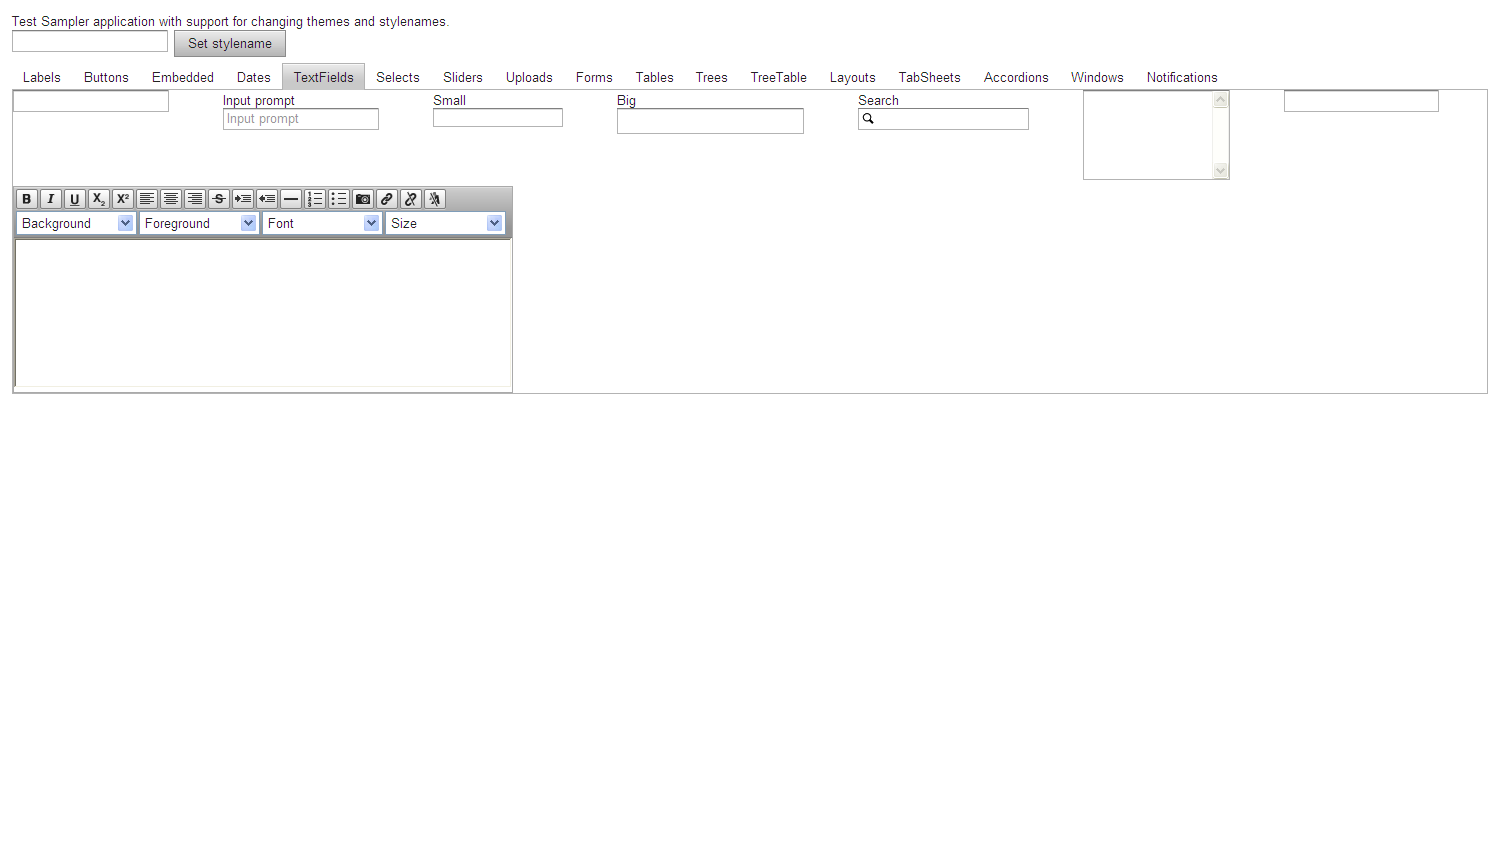 Test Sampler application with support for changing themes and stylenames.
Set stylename
Labels Buttons Embedded Dates TextFields Selects Sliders Uploads Forms Tables Trees TreeTable Layouts TabSheets Accordions Windows Notifications
Input prompt Small Big Search
Input prompt
B I U X₂ X² S
Background Foreground Font Size